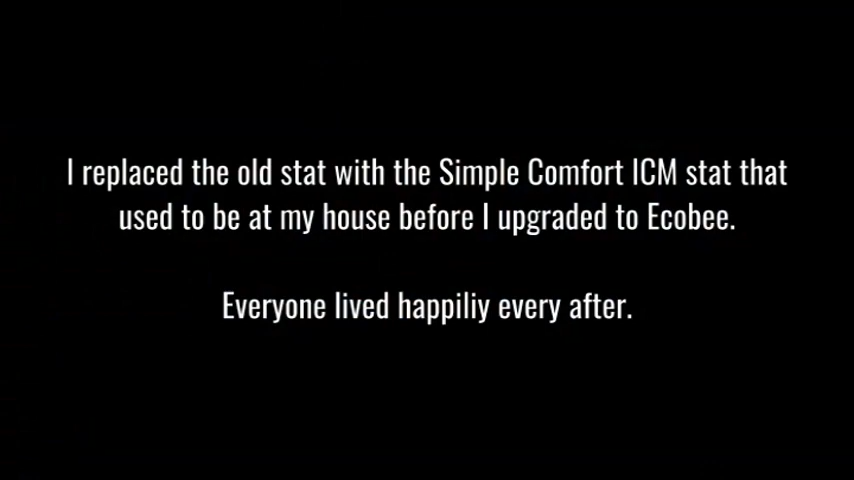 I replaced the old stat with the Simple Comfort ICM stat that
used to be at my house before I upgraded to Ecobee.
Everyone lived happiliy every after.